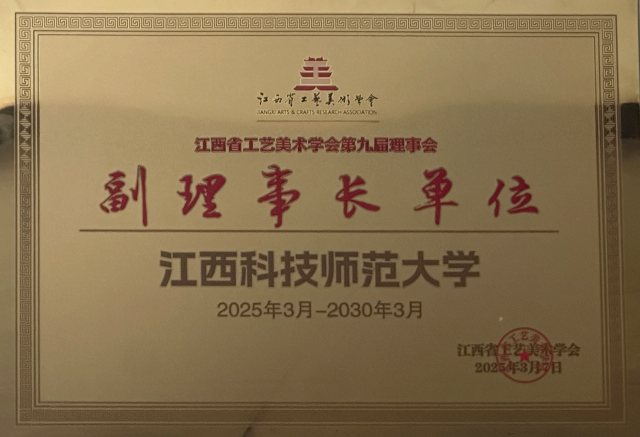 江西省工艺美术学会
JIANGXI ARTS & CRAFTS RESEARCH ASSOCIATION
江西省工艺美术学会第九届理事会
副理事长单位
江西科技师范大学
2025年3月-2030年3月
江西省工艺美术学会
2025年3月7日